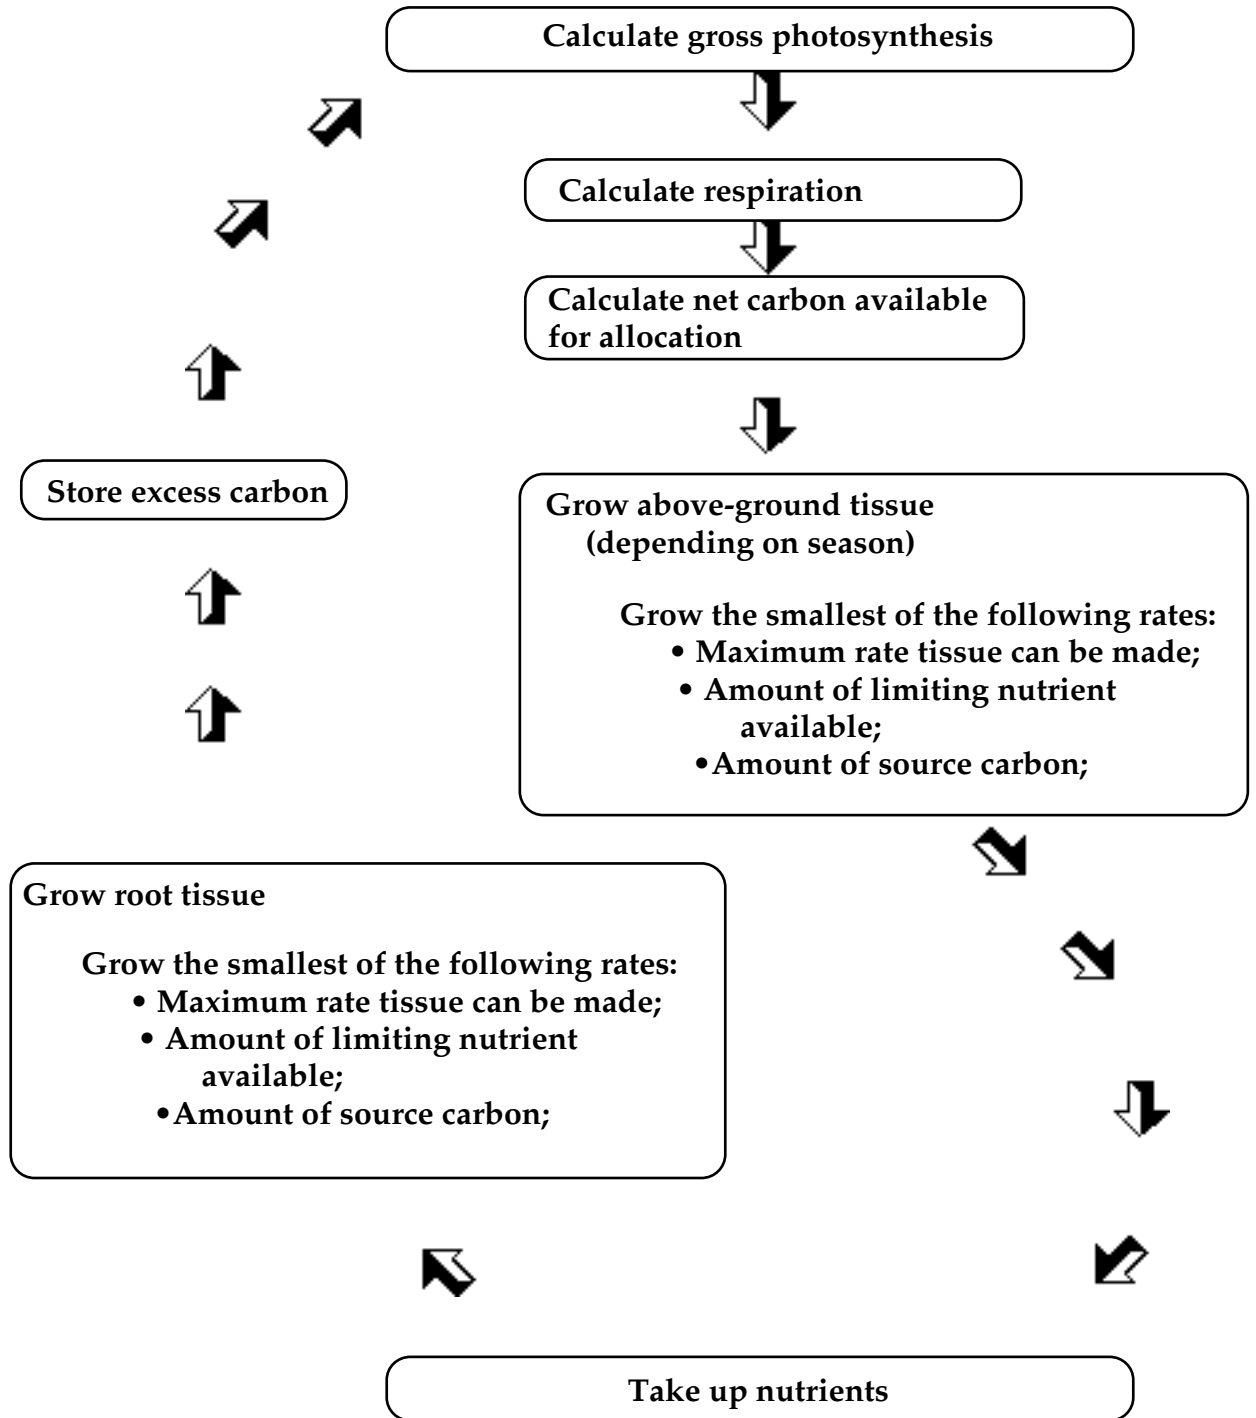 Calculate gross photosynthesis
Calculate respiration
Calculate net carbon available
for allocation
Grow above-ground tissue
(depending on season)
Grow the smallest of the following rates:
• Maximum rate tissue can be made;
• Amount of limiting nutrient
available;
•Amount of source carbon;
Take up nutrients
Grow root tissue
Grow the smallest of the following rates:
• Maximum rate tissue can be made;
• Amount of limiting nutrient
available;
•Amount of source carbon;
Store excess carbon